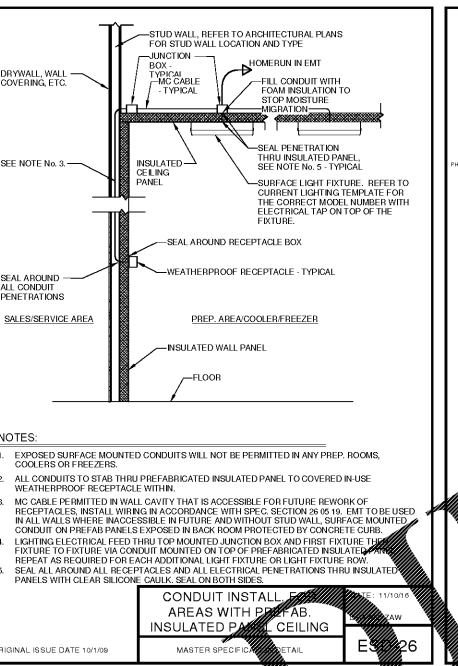 STUD WALL, REFER TO ARCHITECTURAL PLANS
FOR STUD WALL LOCATION AND TYPE
JUNCTION
BOX -
TYPICAL
HOMERUN IN EMT
DRYWALL, WALL
COVERING, ETC.
MC CABLE
- TYPICAL
FILL CONDUIT WITH
FOAM INSULATION TO
STOP MOISTURE
MIGRATION
SEAL PENETRATION
THRU INSULATED PANEL,
SEE NOTE No. 5 - TYPICAL
SEE NOTE No. 3.
INSULATED
CEILING
PANEL
SURFACE LIGHT FIXTURE. REFER TO
CURRENT LIGHTING TEMPLATE FOR
THE CORRECT MODEL NUMBER WITH
ELECTRICAL TAP ON TOP OF THE
FIXTURE.
SEAL AROUND RECEPTACLE BOX
WEATHERPROOF RECEPTACLE - TYPICAL
SEAL AROUND
ALL CONDUIT
PENETRATIONS
SALES/SERVICE AREA
PREP. AREA/COOLER/FREEZER
INSULATED WALL PANEL
FLOOR
NOTES:
EXPOSED SURFACE MOUNTED CONDUITS WILL NOT BE PERMITTED IN ANY PREP. ROOMS,
COOLERS OR FREEZERS.
ALL CONDUITS TO STAB THRU PREFABRICATED INSULATED PANEL TO COVERED IN-USE
WEATHERPROOF RECEPTACLE WITHIN.
MC CABLE PERMITTED IN WALL CAVITY THAT IS ACCESSIBLE FOR FUTURE REWORK OF
RECEPTACLES, INSTALL WIRING IN ACCORDANCE WITH SPEC. SECTION 26 05 19. EMT TO BE USED
IN ALL WALLS WHERE INACCESSIBLE IN FUTURE AND WITHOUT STUD WALL, SURFACE MOUNTED
CONDUIT ON PREFAB PANELS EXPOSED IN BACK ROOM PROTECTED BY CONCRETE CURB.
LIGHTING ELECTRICAL FEED THRU TOP MOUNTED JUNCTION BOX AND FIRST FIXTURE THEN
FIXTURE TO FIXTURE VIA CONDUIT MOUNTED ON TOP OF PREFABRICATED INSULATED PANEL.
REPEAT AS REQUIRED FOR EACH ADDITIONAL LIGHT FIXTURE OR LIGHT FIXTURE ROW.
SEAL ALL AROUND ALL RECEPTACLES AND ALL ELECTRICAL PENETRATIONS THRU INSULATED
PANELS WITH CLEAR SILICONE CAULK. SEAL ON BOTH SIDES.
CONDUIT INSTALL. FOR
AREAS WITH PREFAB.
INSULATED PANEL CEILING
DATE: 11/10/16
MASTER SPECIFICATION DETAIL
RIGINAL ISSUE DATE 10/1/09